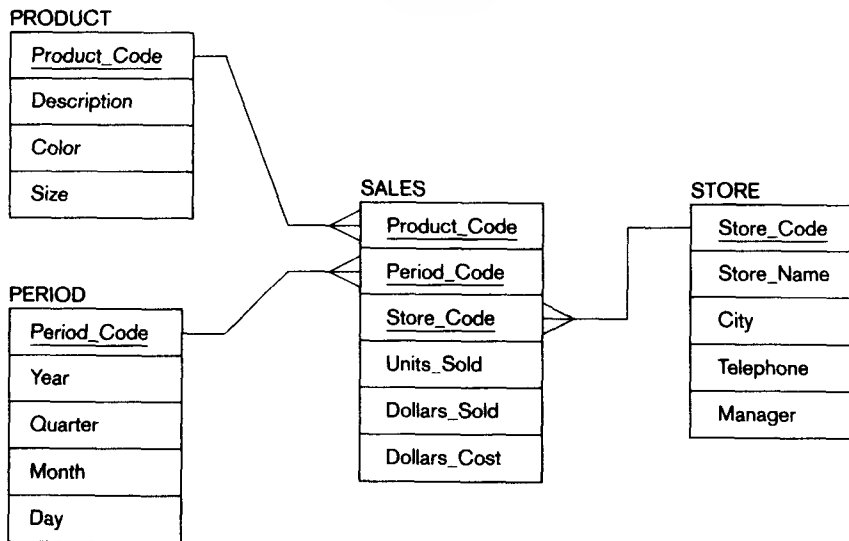 PRODUCT
Product_Code
Description
Color
Size
PERIOD
Period_Code
Year
Quarter
Month
Day
SALES
Product_Code
Period_Code
Store_Code
Units_Sold
Dollars_Sold
Dollars_Cost
STORE
Store_Code
Store_Name
City
Telephone
Manager